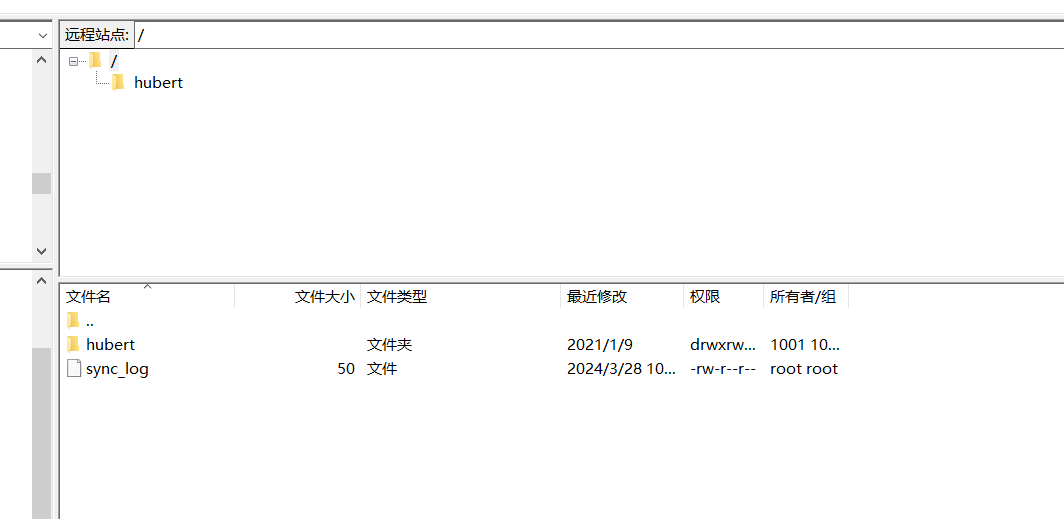 远程站点: /
/
hubert
文件名 文件大小 文件类型 最近修改 权限 所有者/组
..
hubert 文件夹 2021/1/9 drwxrw... 1001 10...
sync_log 50 文件 2024/3/28 10... -rw-r--r-- root root